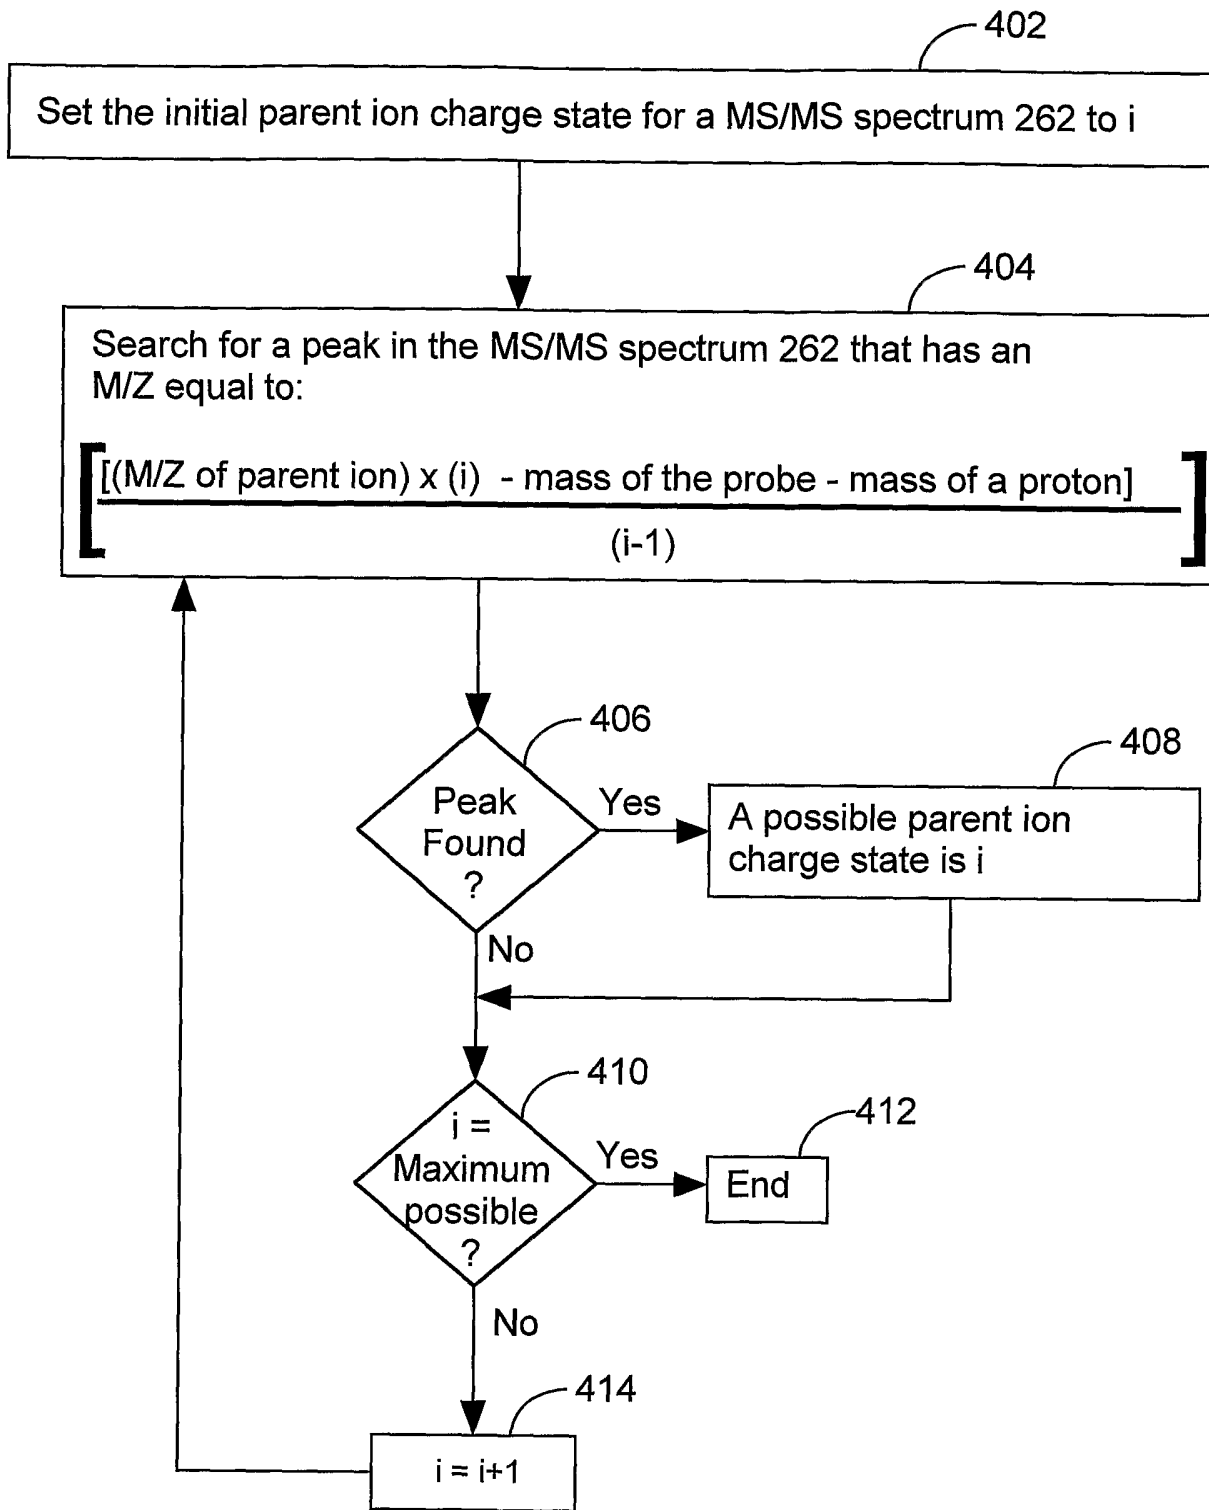 402
Set the initial parent ion charge state for a MS/MS spectrum 262 to i
404
Search for a peak in the MS/MS spectrum 262 that has an
M/Z equal to:
[[(M/Z of parent ion) x (i) - mass of the probe - mass of a proton]
(i-1)]
406
408
Peak
Found
?
Yes
A possible parent ion
charge state is i
No
410
412
i =
Maximum
possible
?
Yes
End
No
414
i = i+1